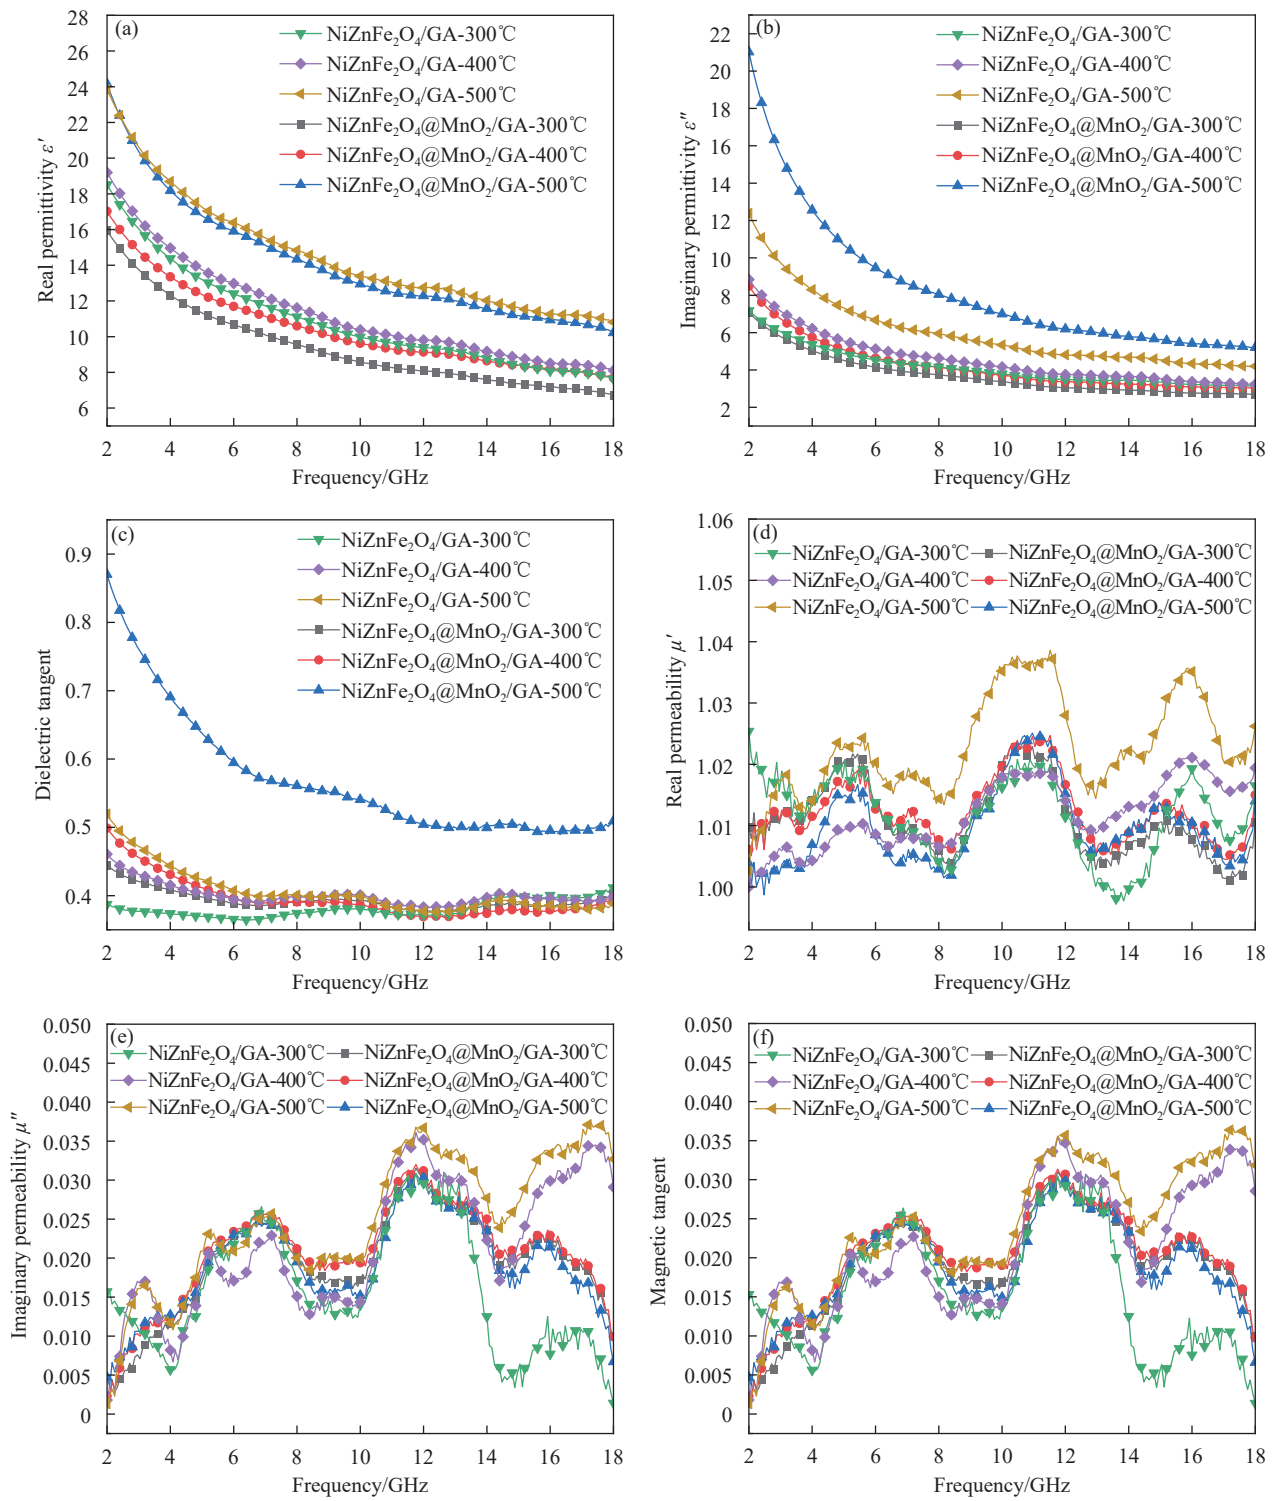 (a)
NiZnFe₂O₄/GA-300℃
NiZnFe₂O₄/GA-400℃
NiZnFe₂O₄/GA-500℃
NiZnFe₂O₄@MnO₂/GA-300℃
NiZnFe₂O₄@MnO₂/GA-400℃
NiZnFe₂O₄@MnO₂/GA-500℃
Real permittivity ε′
28
26
24
22
20
18
16
14
12
10
8
6
2 4 6 8 10 12 14 16 18
Frequency/GHz
(b)
NiZnFe₂O₄/GA-300℃
NiZnFe₂O₄/GA-400℃
NiZnFe₂O₄/GA-500℃
NiZnFe₂O₄@MnO₂/GA-300℃
NiZnFe₂O₄@MnO₂/GA-400℃
NiZnFe₂O₄@MnO₂/GA-500℃
Imaginary permittivity ε″
22
20
18
16
14
12
10
8
6
4
2
2 4 6 8 10 12 14 16 18
Frequency/GHz
(c)
NiZnFe₂O₄/GA-300℃
NiZnFe₂O₄/GA-400℃
NiZnFe₂O₄/GA-500℃
NiZnFe₂O₄@MnO₂/GA-300℃
NiZnFe₂O₄@MnO₂/GA-400℃
NiZnFe₂O₄@MnO₂/GA-500℃
Dielectric tangent
0.9
0.8
0.7
0.6
0.5
0.4
2 4 6 8 10 12 14 16 18
Frequency/GHz
(d)
NiZnFe₂O₄/GA-300℃ NiZnFe₂O₄@MnO₂/GA-300℃
NiZnFe₂O₄/GA-400℃ NiZnFe₂O₄@MnO₂/GA-400℃
NiZnFe₂O₄/GA-500℃ NiZnFe₂O₄@MnO₂/GA-500℃
Real permeability μ′
1.06
1.05
1.04
1.03
1.02
1.01
1.00
2 4 6 8 10 12 14 16 18
Frequency/GHz
(e)
NiZnFe₂O₄/GA-300℃ NiZnFe₂O₄@MnO₂/GA-300℃
NiZnFe₂O₄/GA-400℃ NiZnFe₂O₄@MnO₂/GA-400℃
NiZnFe₂O₄/GA-500℃ NiZnFe₂O₄@MnO₂/GA-500℃
Imaginary permeability μ″
0.050
0.045
0.040
0.035
0.030
0.025
0.020
0.015
0.010
0.005
0
2 4 6 8 10 12 14 16 18
Frequency/GHz
(f)
NiZnFe₂O₄/GA-300℃ NiZnFe₂O₄@MnO₂/GA-300℃
NiZnFe₂O₄/GA-400℃ NiZnFe₂O₄@MnO₂/GA-400℃
NiZnFe₂O₄/GA-500℃ NiZnFe₂O₄@MnO₂/GA-500℃
Magnetic tangent
0.050
0.045
0.040
0.035
0.030
0.025
0.020
0.015
0.010
0.005
0
2 4 6 8 10 12 14 16 18
Frequency/GHz